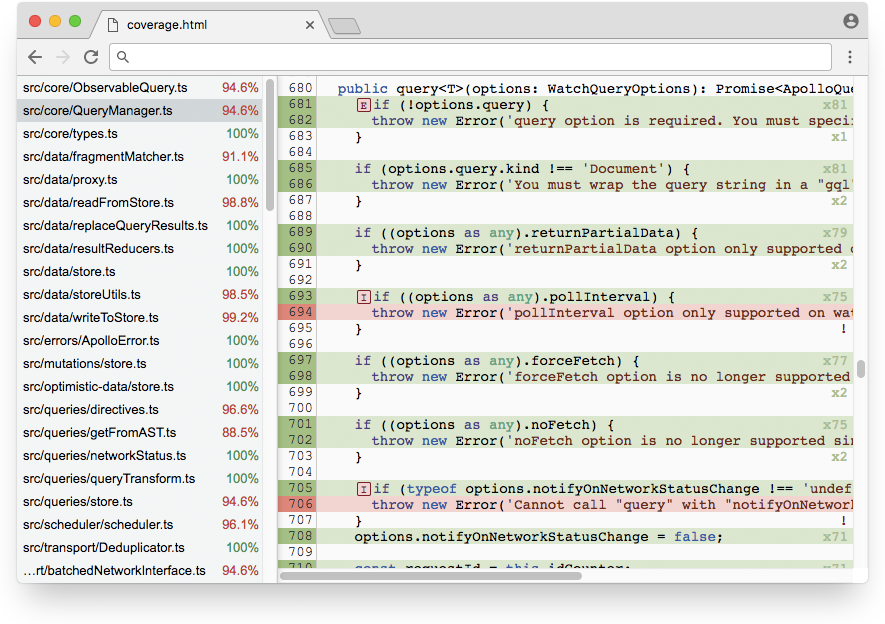 coverage.html
src/core/ObservableQuery.ts 94.6%
src/core/QueryManager.ts 94.6%
src/core/types.ts 100%
src/data/fragmentMatcher.ts 91.1%
src/data/proxy.ts 100%
src/data/readFromStore.ts 98.8%
src/data/replaceQueryResults.ts 100%
src/data/resultReducers.ts 100%
src/data/store.ts 100%
src/data/storeUtils.ts 98.5%
src/data/writeToStore.ts 99.2%
src/errors/ApolloError.ts 100%
src/mutations/store.ts 100%
src/optimistic-data/store.ts 100%
src/queries/directives.ts 96.6%
src/queries/getFromAST.ts 88.5%
src/queries/networkStatus.ts 100%
src/queries/queryTransform.ts 100%
src/queries/store.ts 94.6%
src/scheduler/scheduler.ts 96.1%
src/transport/Deduplicator.ts 100%
...rt/batchedNetworkInterface.ts 94.6%
680 public query<T>(options: WatchQueryOptions): Promise<ApolloQue
681 E if (!options.query) { x81
682 throw new Error('query option is required. You must speci
683 } x1
684
685 if (options.query.kind !== 'Document') { x81
686 throw new Error('You must wrap the query string in a "gql"
687 } x2
688
689 if ((options as any).returnPartialData) { x79
690 throw new Error('returnPartialData option only supported o
691 } x2
692
693 I if ((options as any).pollInterval) { x75
694 throw new Error('pollInterval option only supported on wat
695 } !
696
697 if ((options as any).forceFetch) { x77
698 throw new Error('forceFetch option is no longer supported
699 } x2
700
701 if ((options as any).noFetch) { x75
702 throw new Error('noFetch option is no longer supported sin
703 } x2
704
705 I if (typeof options.notifyOnNetworkStatusChange !== 'undef
706 throw new Error('Cannot call "query" with "notifyOnNetwork
707 } !
708 options.notifyOnNetworkStatusChange = false; x71
709
710 const requestId = this.idCounter; x71